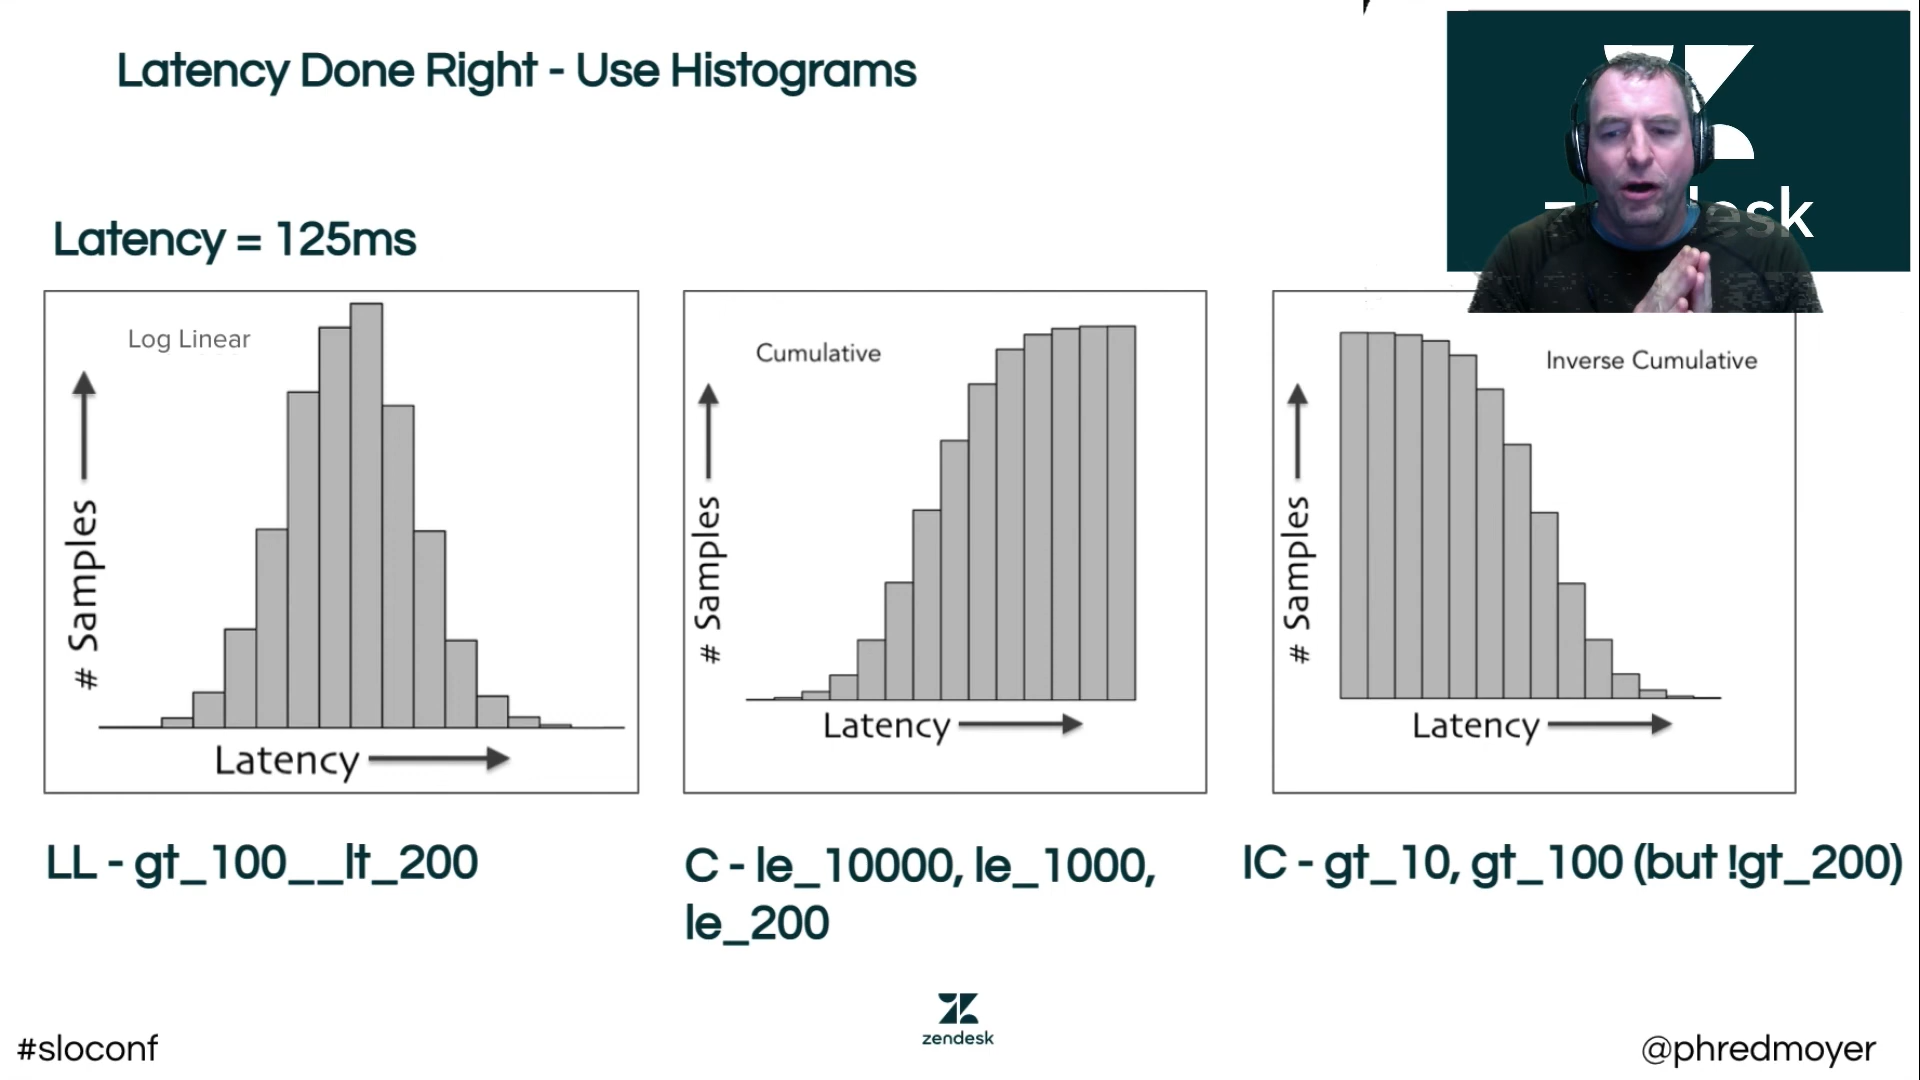 Latency Done Right - Use Histograms
Latency = 125ms
Log Linear
# Samples
Latency
LL - gt_100__lt_200
Cumulative
# Samples
Latency
C - le_10000, le_1000,
le_200
Inverse Cumulative
# Samples
Latency
IC - gt_10, gt_100 (but !gt_200)
zendesk
#sloconf
@phredmoyer